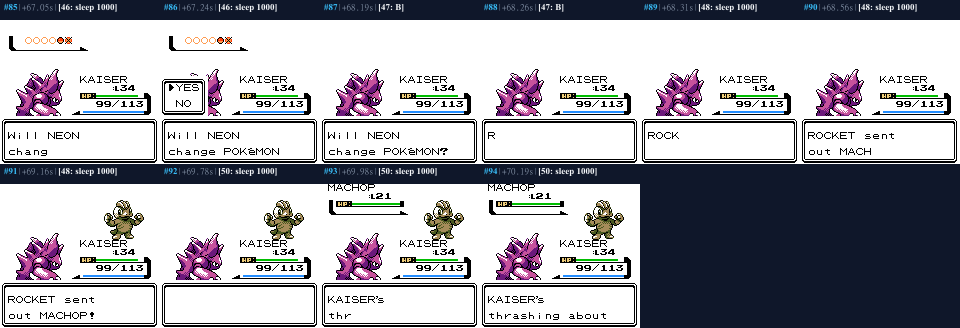 #85|+67.05s| [46: sleep 1000]
KAISER
:L34
HP:
99/113
Will NEON
chang
#86|+67.24s| [46: sleep 1000]
▶YES
NO
KAISER
:L34
HP:
99/113
Will NEON
change POKéMON?
#87|+68.19s| [47: B]
KAISER
:L34
HP:
99/113
Will NEON
change POKéMON?
#88|+68.26s| [47: B]
KAISER
:L34
HP:
99/113
R
#89|+68.31s| [48: sleep 1000]
KAISER
:L34
HP:
99/113
ROCK
#90|+68.56s| [48: sleep 1000]
KAISER
:L34
HP:
99/113
ROCKET sent
out MACH
#91|+69.16s| [48: sleep 1000]
KAISER
:L34
HP:
99/113
ROCKET sent
out MACHOP!
#92|+69.78s| [50: sleep 1000]
KAISER
:L34
HP:
99/113
#93|+69.98s| [50: sleep 1000]
MACHOP
:L21
HP:
KAISER
:L34
HP:
99/113
KAISER's
thr
#94|+70.19s| [50: sleep 1000]
MACHOP
:L21
HP:
KAISER
:L34
HP:
99/113
KAISER's
thrashing about